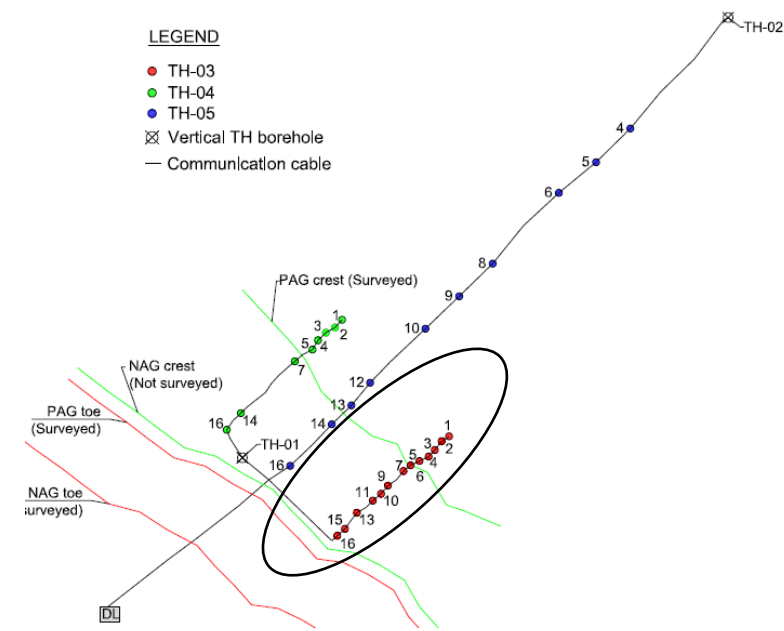 LEGEND
TH-03
TH-04
TH-05
Vertical TH borehole
Communication cable
TH-02
4
5
6
8
9
10
12
13
14
16
PAG crest (Surveyed)
1
2
3
4
5
7
14
16
NAG crest
(Not surveyed)
PAG toe
(Surveyed)
TH-01
NAG toe
surveyed)
1
2
3
4
5
6
7
9
10
11
13
15
16
DL